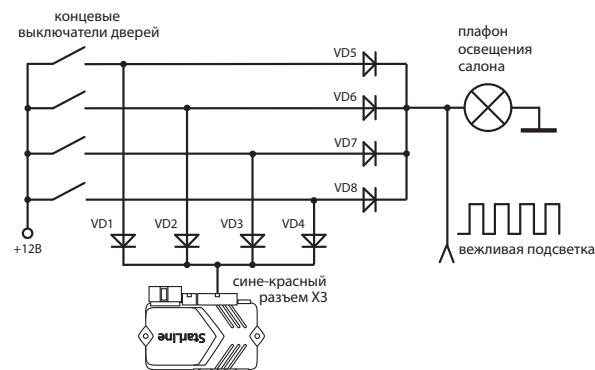 концевые
выключатели дверей
VD5
VD6
VD7
VD8
плафон
освещения
салона
VD1
VD2
VD3
VD4
+12В
вежливая подсветка
сине-красный
разъем X3
StarLine